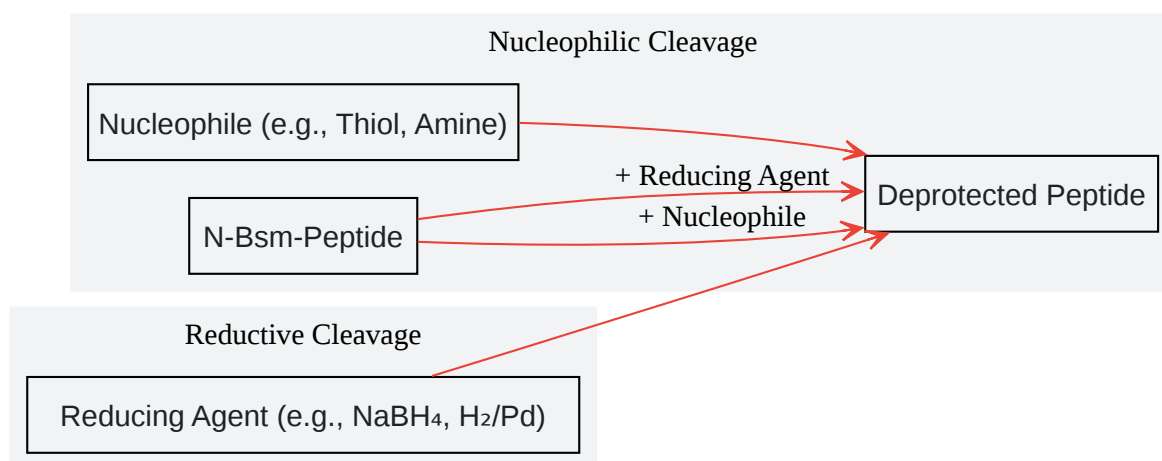 Nucleophilic Cleavage
Nucleophile (e.g., Thiol, Amine)
+ Reducing Agent
Deprotected Peptide
+ Nucleophile
N-Bsm-Peptide
Reductive Cleavage
Reducing Agent (e.g., NaBH₄, H₂/Pd)